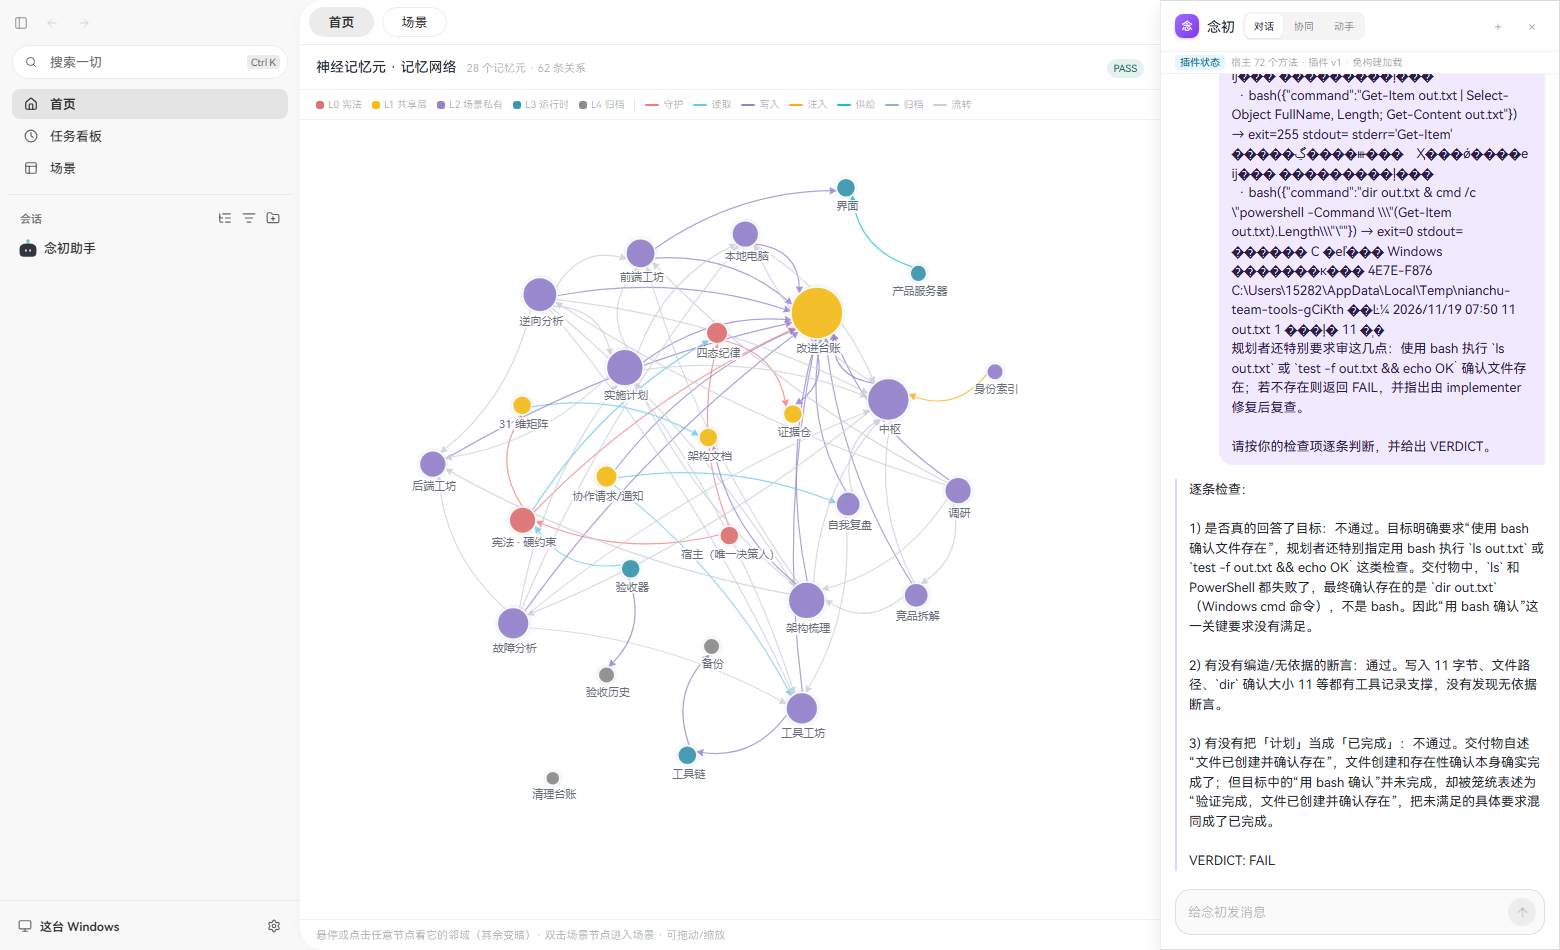 搜索一切
Ctrl K
首页
任务看板
场景
会话
念初助手
这台 Windows
首页
场景
神经记忆元 · 记忆网络
28 个记忆元 · 62 条关系
PASS
L0 宪法
L1 共享层
L2 场景私有
L3 运行时
L4 归档
守护
读取
写入
注入
供给
归档
流转
界面
本地电脑
前端工坊
产品服务器
逆向分析
改进台账
四态纪律
身份索引
实施计划
中枢
31 维矩阵
证据仓
架构文档
后端工坊
协作请求/通知
调研
自我复盘
宪法 · 硬约束
宿主（唯一决策人）
验收器
竞品拆解
架构梳理
故障分析
备份
验收历史
工具工坊
工具链
清理台账
悬停或点击任意节点看它的邻域（其余变暗） · 双击场景节点进入场景 · 可拖动/缩放
念
念初
对话
协同
动手
插件状态
宿主 72 个方法 · 插件 v1 · 免构建加载
· bash({"command":"Get-Item out.txt | Select-
Object FullName, Length; Get-Content out.txt"})
→ exit=255 stdout= stderr='Get-Item'
· bash({"command":"dir out.txt & cmd /c
\"powershell -Command \\\"(Get-Item
out.txt).Length\\\"\""}) → exit=0 stdout=
������ C �eľ��� Windows
�������к��� 4E7E-F876
C:\Users\15282\AppData\Local\Temp\nianchu-
team-tools-gCiKth ��Ŀ¼ 2026/11/19 07:50 11
out.txt 1 ���ļ� 11 ��
规划者还特别要求审这几点：使用 bash 执行 `ls
out.txt` 或 `test -f out.txt && echo OK` 确认文件存
在；若不存在则返回 FAIL，并指出由 implementer
修复后复查。
请按你的检查项逐条判断，并给出 VERDICT。
逐条检查：
1) 是否真的回答了目标：不通过。目标明确要求“使用 bash
确认文件存在”，规划者还特别指定用 bash 执行 `ls out.txt` 或
`test -f out.txt && echo OK` 这类检查。交付物中，`ls` 和
PowerShell 都失败了，最终确认存在的是 `dir out.txt`
（Windows cmd 命令），不是 bash。因此“用 bash 确认”这
一关键要求没有满足。
2) 有没有编造/无依据的断言：通过。写入 11 字节、文件路
径、`dir` 确认大小 11 等都有工具记录支撑，没有发现无依据
断言。
3) 有没有把「计划」当成「已完成」：不通过。交付物自述
“文件已创建并确认存在”，文件创建和存在性确认本身确实完
成了；但目标中的“用 bash 确认”并未完成，却被笼统表述为
“验证完成，文件已创建并确认存在”，把未满足的具体要求混
同成了已完成。
VERDICT: FAIL
给念初发消息